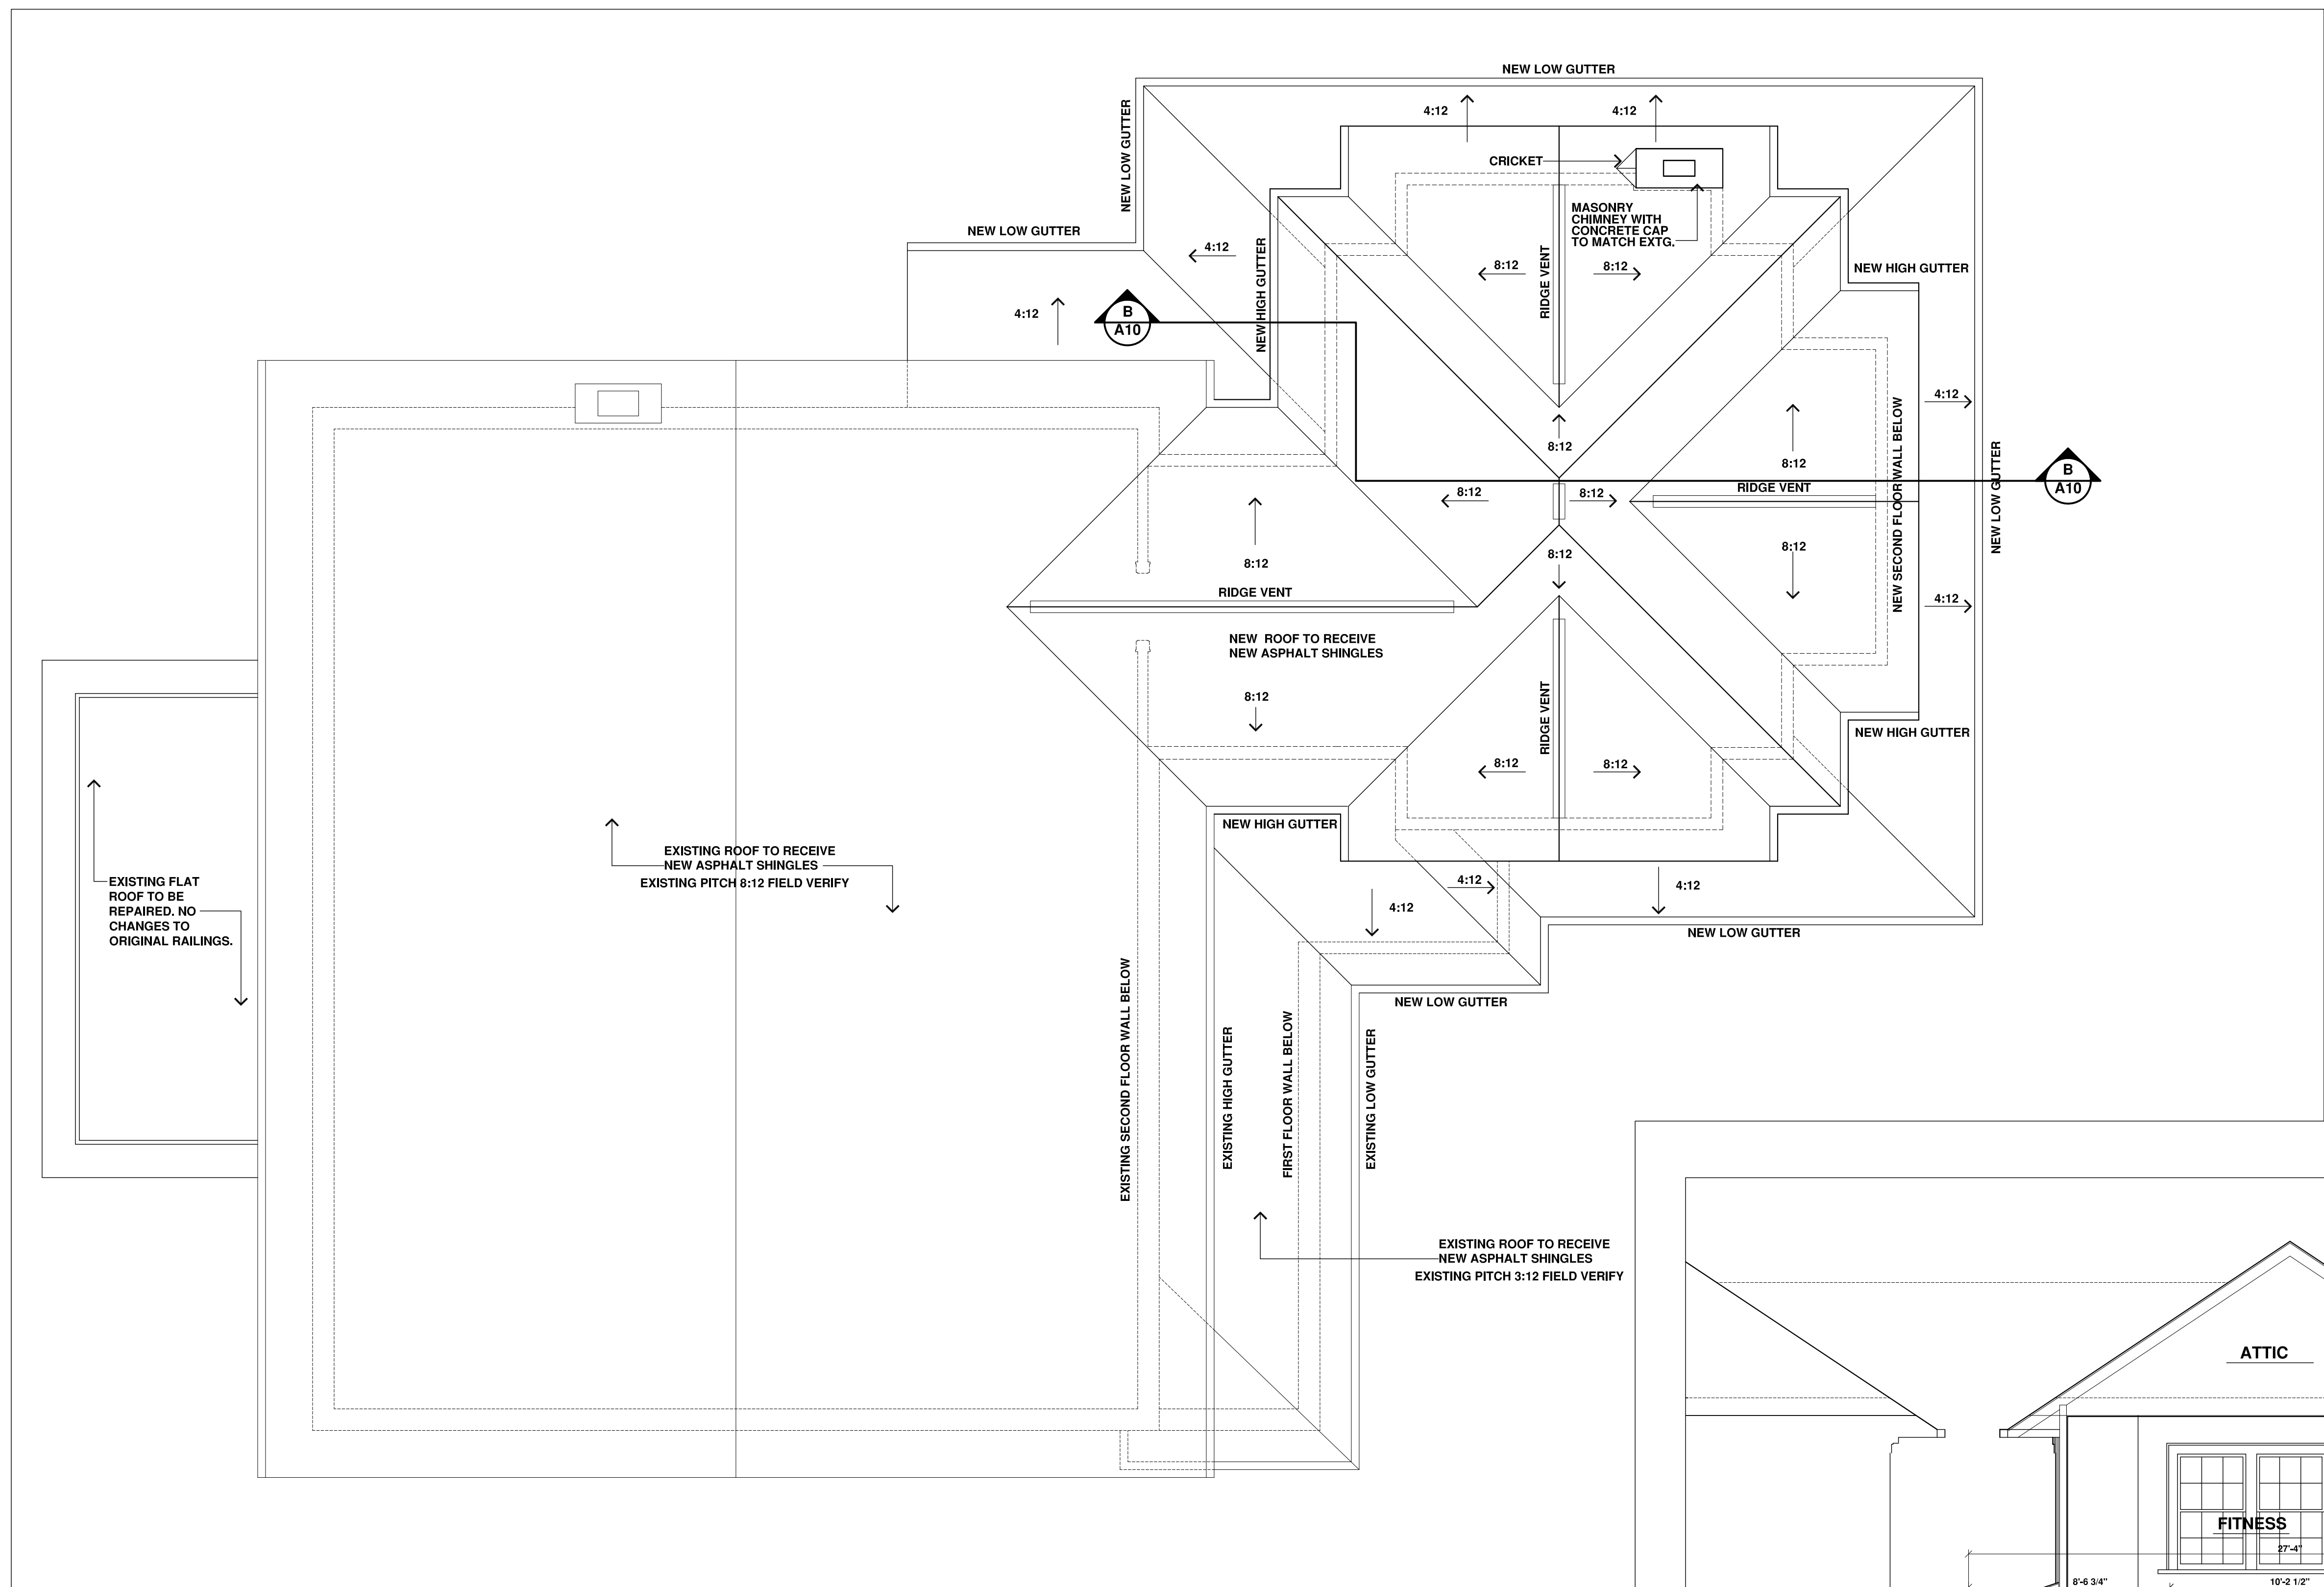 NEW LOW GUTTER
NEW LOW GUTTER
4:12
4:12
CRICKET
MASONRY
CHIMNEY WITH
CONCRETE CAP
TO MATCH EXTG.
NEW LOW GUTTER
4:12
NEW HIGH GUTTER
8:12
RIDGE VENT
8:12
NEW HIGH GUTTER
4:12
B
A10
4:12
8:12
8:12
NEW SECOND FLOOR WALL BELOW
NEW LOW GUTTER
B
A10
RIDGE VENT
8:12
8:12
8:12
8:12
8:12
RIDGE VENT
4:12
NEW ROOF TO RECEIVE
NEW ASPHALT SHINGLES
8:12
RIDGE VENT
8:12
8:12
NEW HIGH GUTTER
NEW HIGH GUTTER
4:12
4:12
4:12
NEW LOW GUTTER
NEW LOW GUTTER
EXISTING ROOF TO RECEIVE
NEW ASPHALT SHINGLES
EXISTING PITCH 8:12 FIELD VERIFY
EXISTING FLAT
ROOF TO BE
REPAIRED. NO
CHANGES TO
ORIGINAL RAILINGS.
EXISTING SECOND FLOOR WALL BELOW
EXISTING HIGH GUTTER
FIRST FLOOR WALL BELOW
EXISTING LOW GUTTER
EXISTING ROOF TO RECEIVE
NEW ASPHALT SHINGLES
EXISTING PITCH 3:12 FIELD VERIFY
ATTIC
FITNESS
27'-4"
8'-6 3/4"
10'-2 1/2"